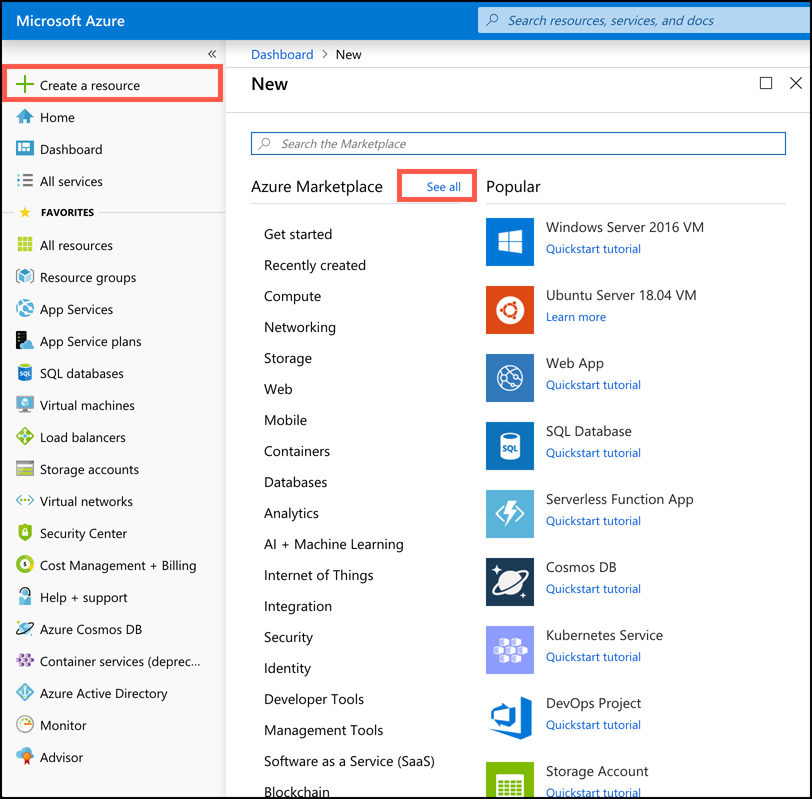 Microsoft Azure
Search resources, services, and docs
«
Create a resource
Home
Dashboard
All services
FAVORITES
All resources
Resource groups
App Services
App Service plans
SQL databases
Virtual machines
Load balancers
Storage accounts
Virtual networks
Security Center
Cost Management + Billing
Help + support
Azure Cosmos DB
Container services (deprec...
Azure Active Directory
Monitor
Advisor
Dashboard > New
New
Search the Marketplace
Azure Marketplace
See all
Get started
Recently created
Compute
Networking
Storage
Web
Mobile
Containers
Databases
Analytics
AI + Machine Learning
Internet of Things
Integration
Security
Identity
Developer Tools
Management Tools
Software as a Service (SaaS)
Blockchain
Popular
Windows Server 2016 VM
Quickstart tutorial
Ubuntu Server 18.04 VM
Learn more
Web App
Quickstart tutorial
SQL
SQL Database
Quickstart tutorial
Serverless Function App
Quickstart tutorial
Cosmos DB
Quickstart tutorial
Kubernetes Service
Quickstart tutorial
DevOps Project
Quickstart tutorial
Storage Account
Quickstart tutorial